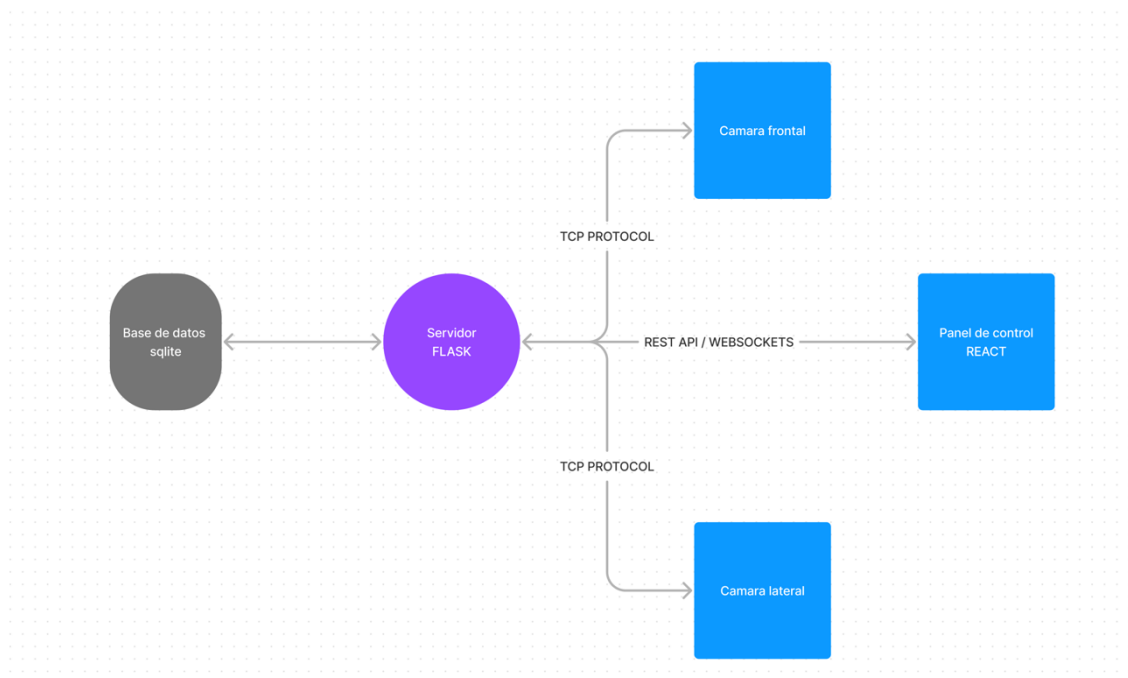 Camara frontal
TCP PROTOCOL
Base de datos
sqlite
Servidor
FLASK
REST API / WEBSOCKETS
Panel de control
REACT
TCP PROTOCOL
Camara lateral